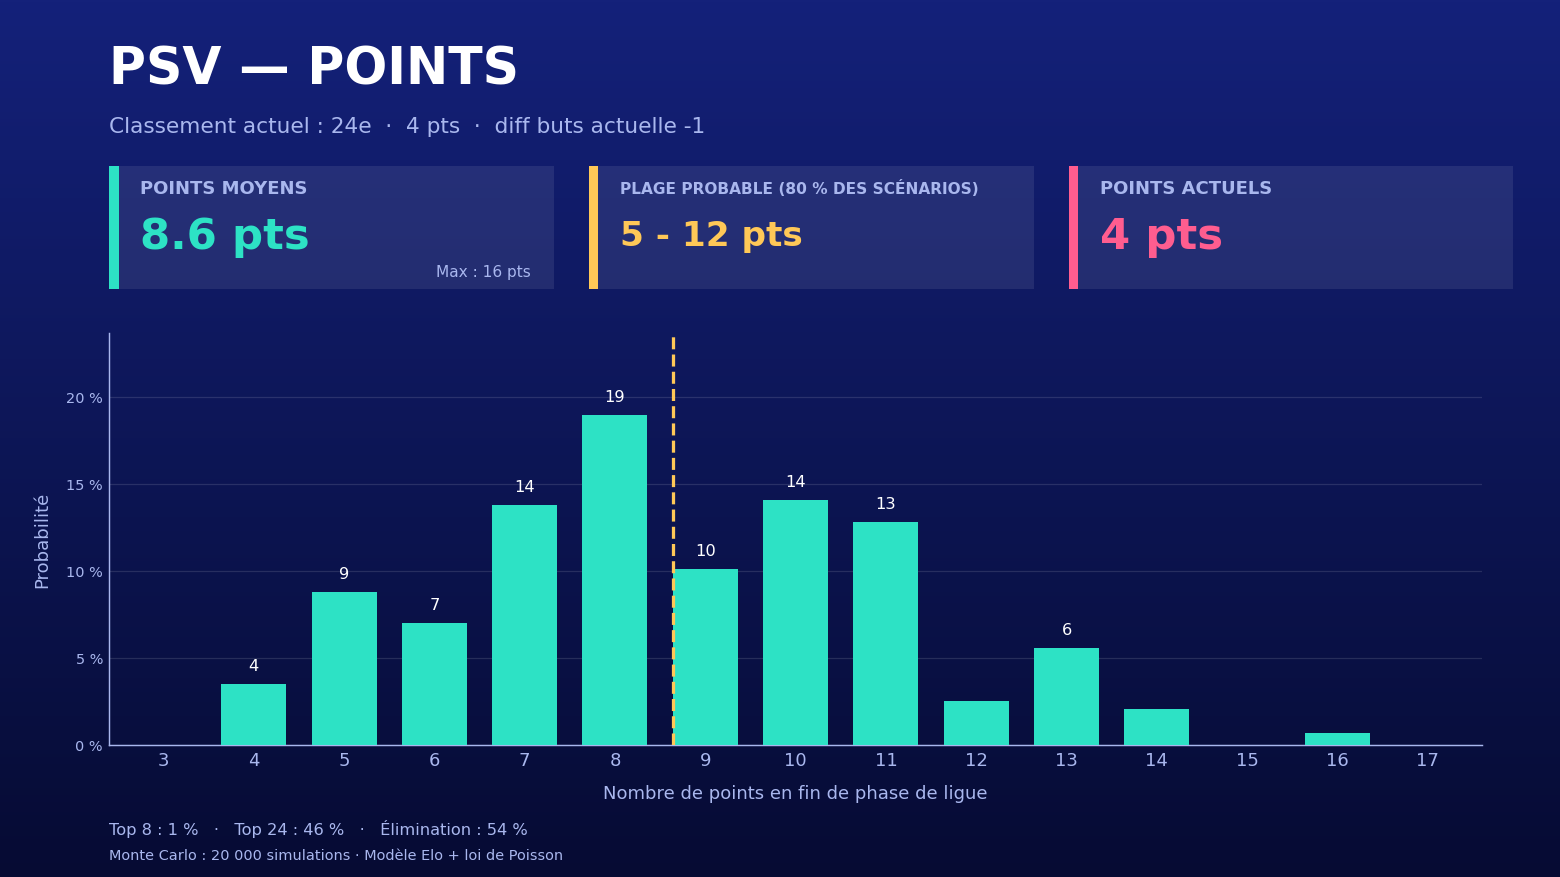 PSV — POINTS
Classement actuel : 24e · 4 pts · diff buts actuelle -1
POINTS MOYENS
8.6 pts
Max : 16 pts
PLAGE PROBABLE (80 % DES SCÉNARIOS)
5 - 12 pts
POINTS ACTUELS
4 pts
Probabilité
20 %
15 %
10 %
5 %
0 %
4
9
7
14
19
10
14
13
6
3 4 5 6 7 8 9 10 11 12 13 14 15 16 17
Nombre de points en fin de phase de ligue
Top 8 : 1 % · Top 24 : 46 % · Élimination : 54 %
Monte Carlo : 20 000 simulations · Modèle Elo + loi de Poisson